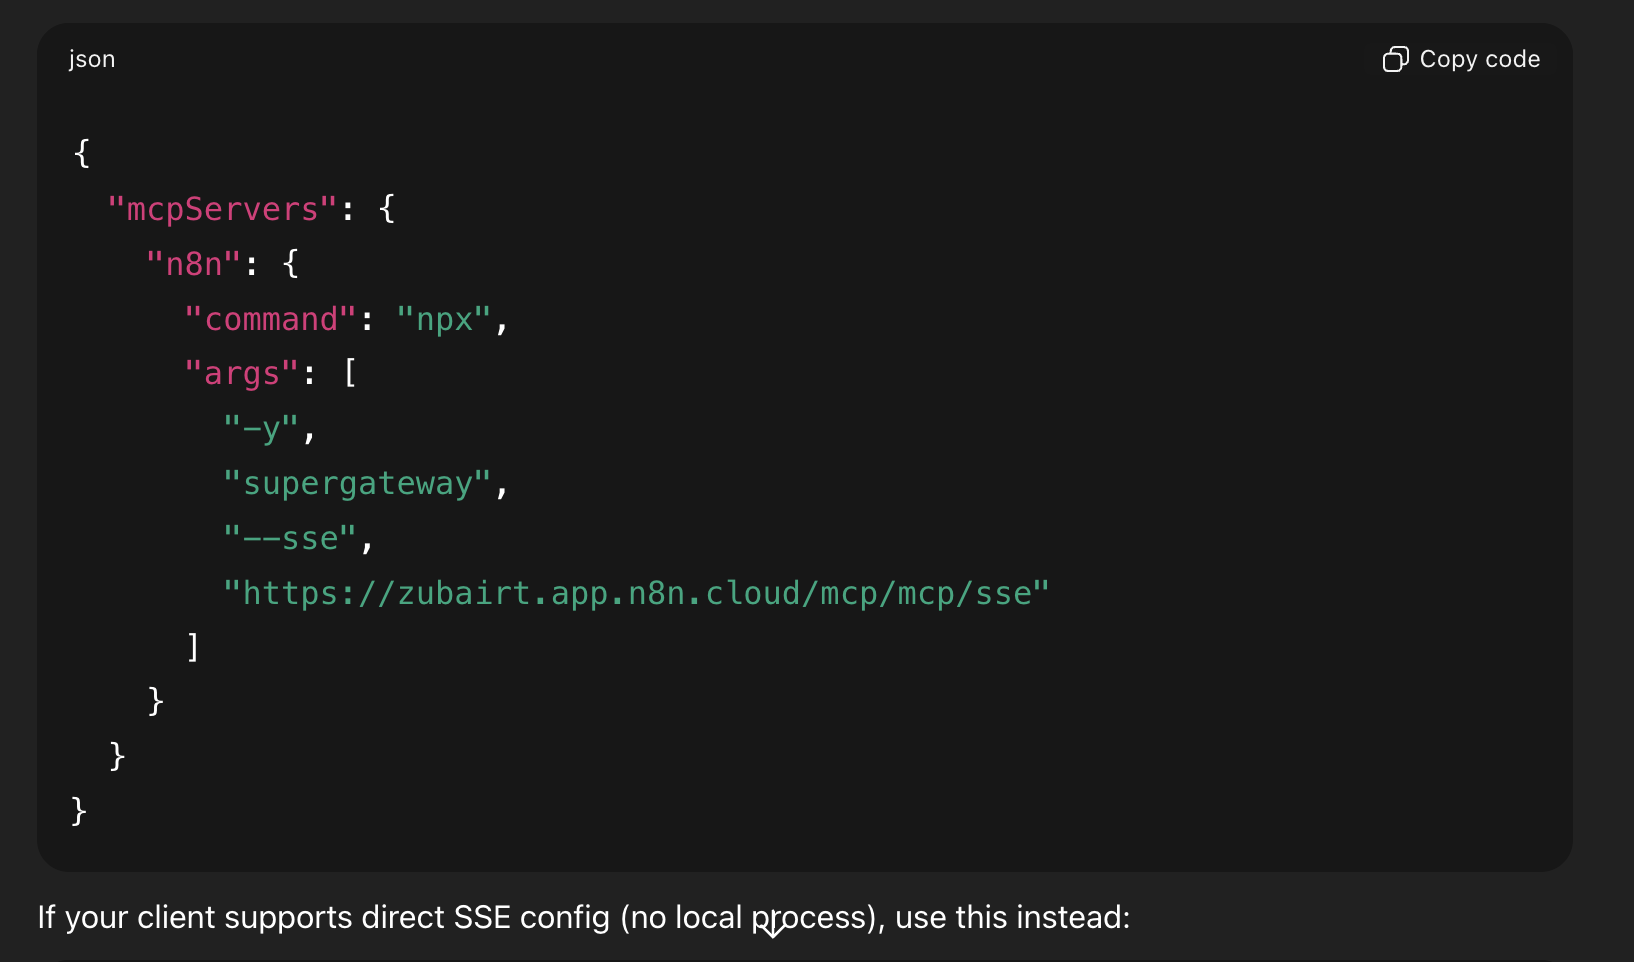 json
Copy code
{
"mcpServers": {
"n8n": {
"command": "npx",
"args": [
"-y",
"supergateway",
"--sse",
"https://zubairt.app.n8n.cloud/mcp/mcp/sse"
]
}
}
}
If your client supports direct SSE config (no local process), use this instead: